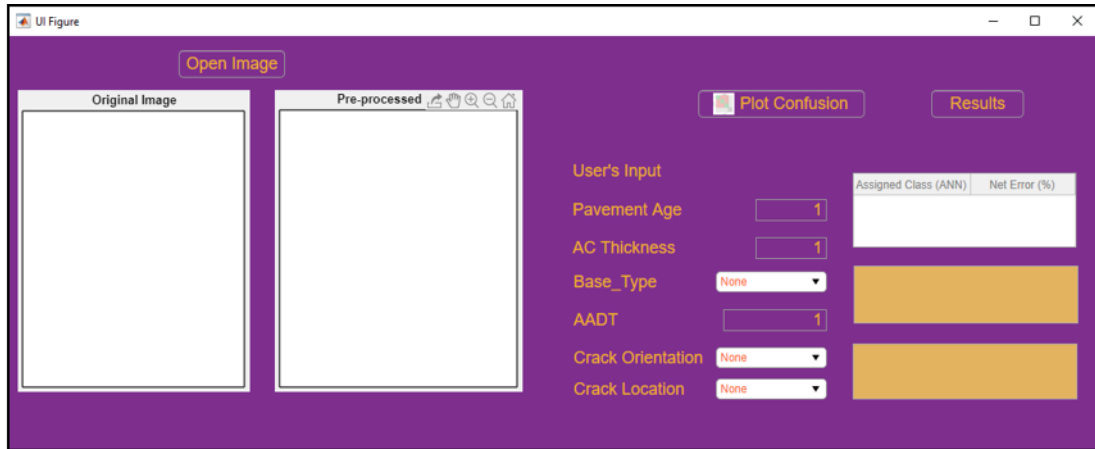 UI Figure
Open Image
Original Image
Pre-processed
Plot Confusion
Results
User's Input
Pavement Age 1
AC Thickness 1
Base_Type None
AADT 1
Crack Orientation None
Crack Location None
Assigned Class (ANN) Net Error (%)